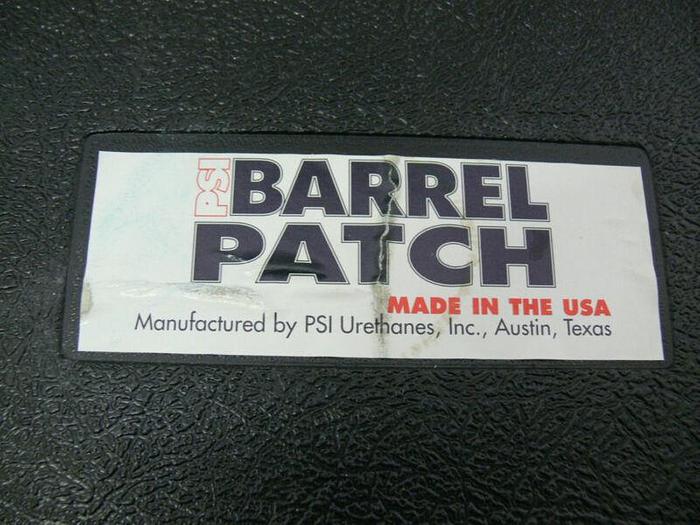 PSI BARREL
PATCH
MADE IN THE USA
Manufactured by PSI Urethanes, Inc., Austin, Texas